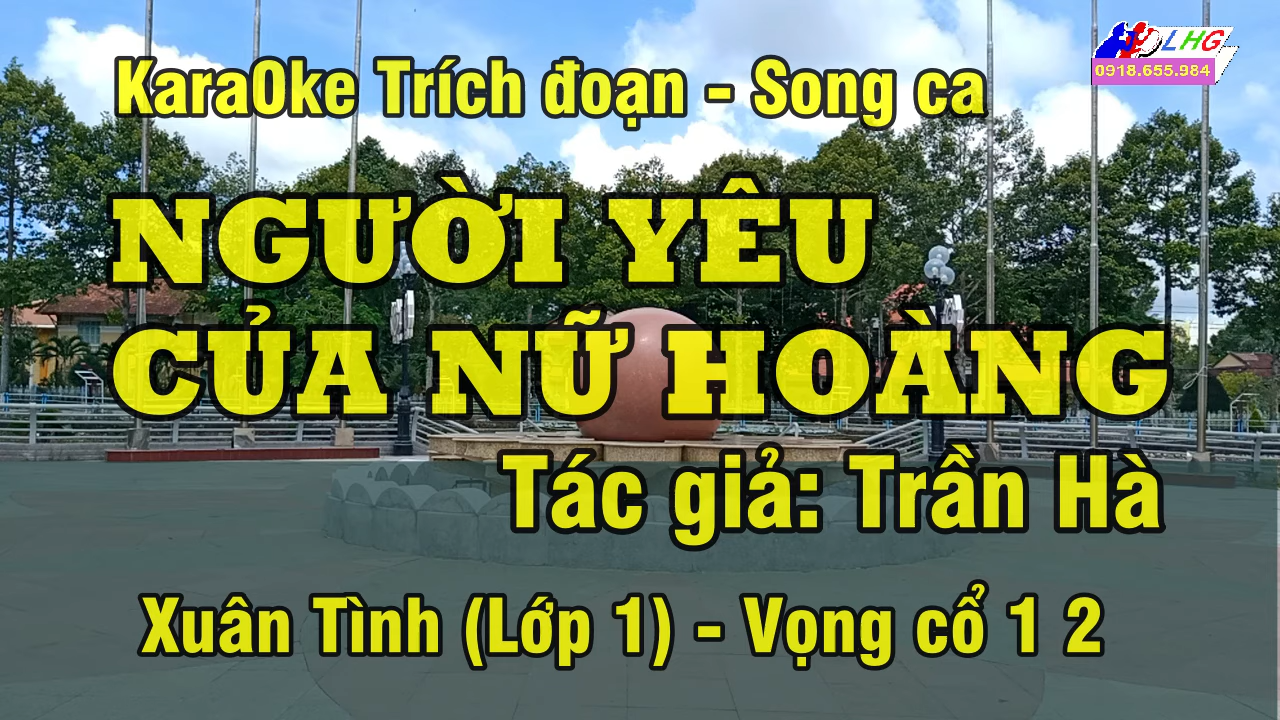 LHG
0918.655.984
KaraOke Trích đoạn - Song ca
NGƯỜI YÊU
CỦA NỮ HOÀNG
Tác giả: Trần Hà
Xuân Tình (Lớp 1) - Vọng cổ 1 2